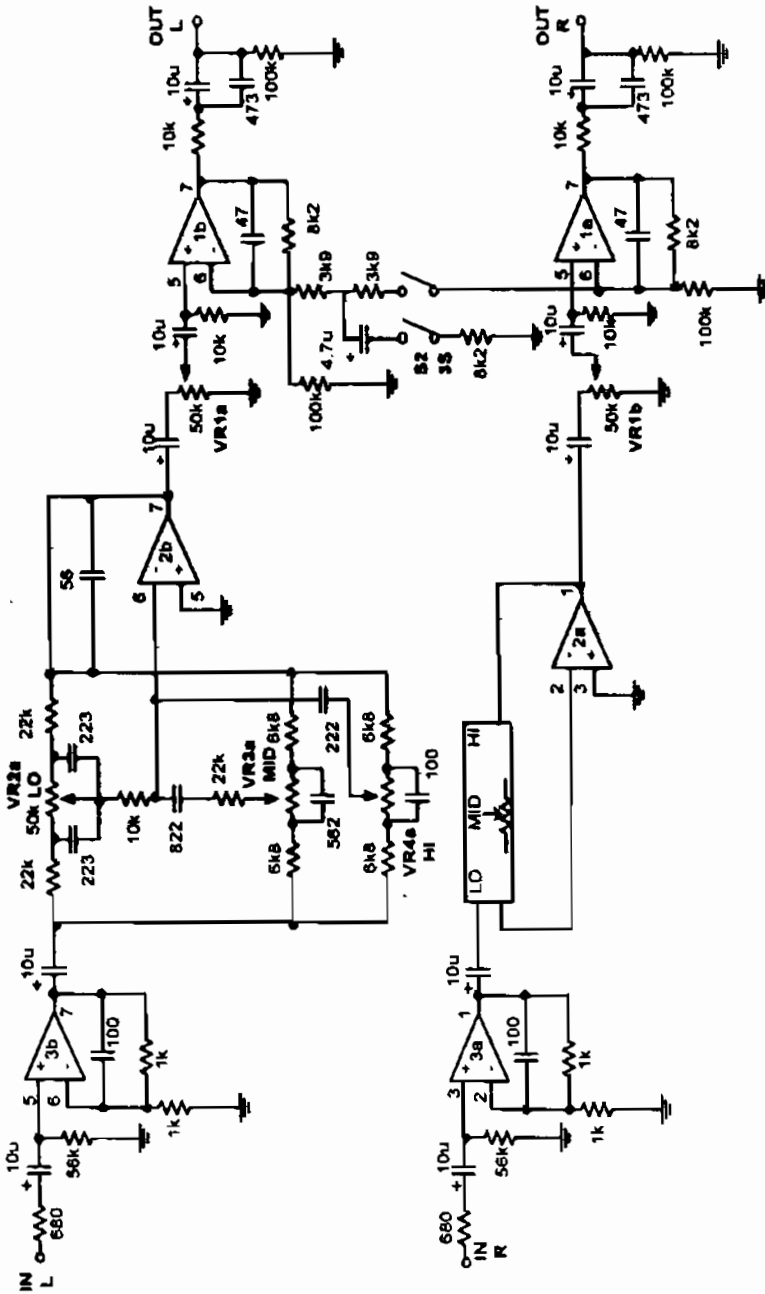 IN
L
680
10u
+
56k
5
6
+
-
3b
7
100
1k
1k
10u
+
22k
VR2a
50k LO
22k
223
223
10k
822
22k
VR3a
MID
6k8
6k8
562
222
6k8
6k8
VR4a
HI
100
56
6
5
-
+
2b
7
10u
+
50k
VR1a
10u
+
10k
5
6
+
-
1b
7
47
8k2
3k9
3k9
100k
4.7u
+
S2
SS
8k2
10k
10u
+
473
100k
OUT
L
IN
R
680
10u
+
56k
3
2
+
-
3a
1
100
1k
1k
10u
+
LO
MID
HI
2
3
-
+
2a
1
10u
+
50k
VR1b
10u
+
10k
5
6
+
-
1a
7
47
8k2
100k
10k
10u
+
473
100k
OUT
R